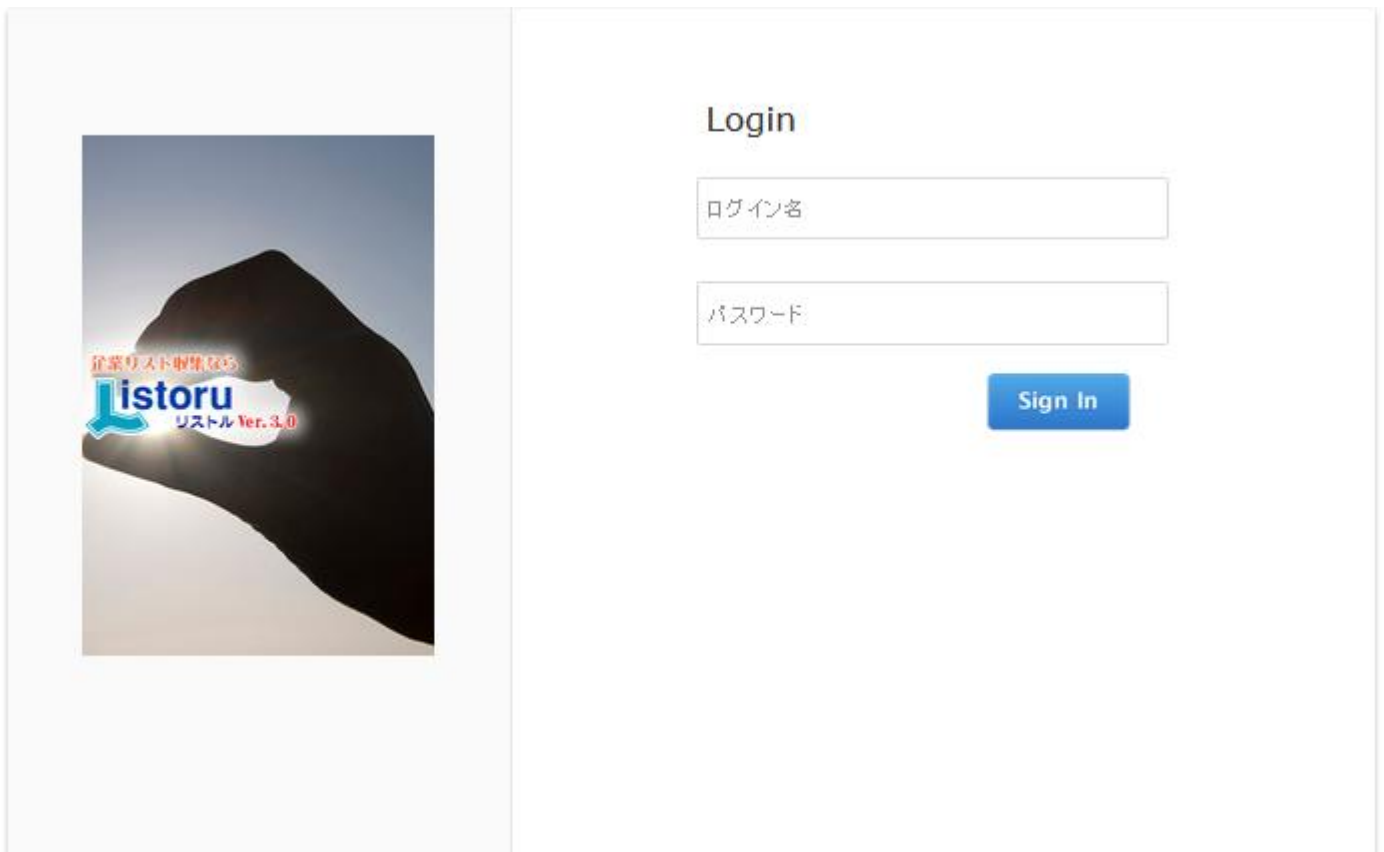 企業リスト収集なら
Listoru
リストル Ver. 3.0
Login
ログイン名
パスワード
Sign In